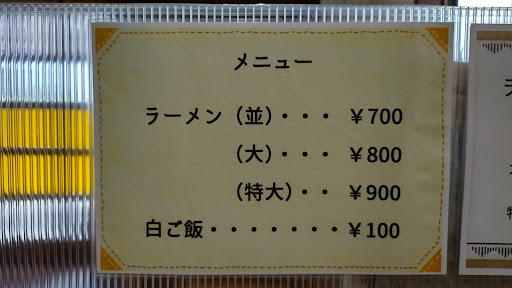 メニュー
ラーメン（並）・・・ ￥700
（大）・・・ ￥800
（特大）・・ ￥900
白ご飯・・・・・・・￥100